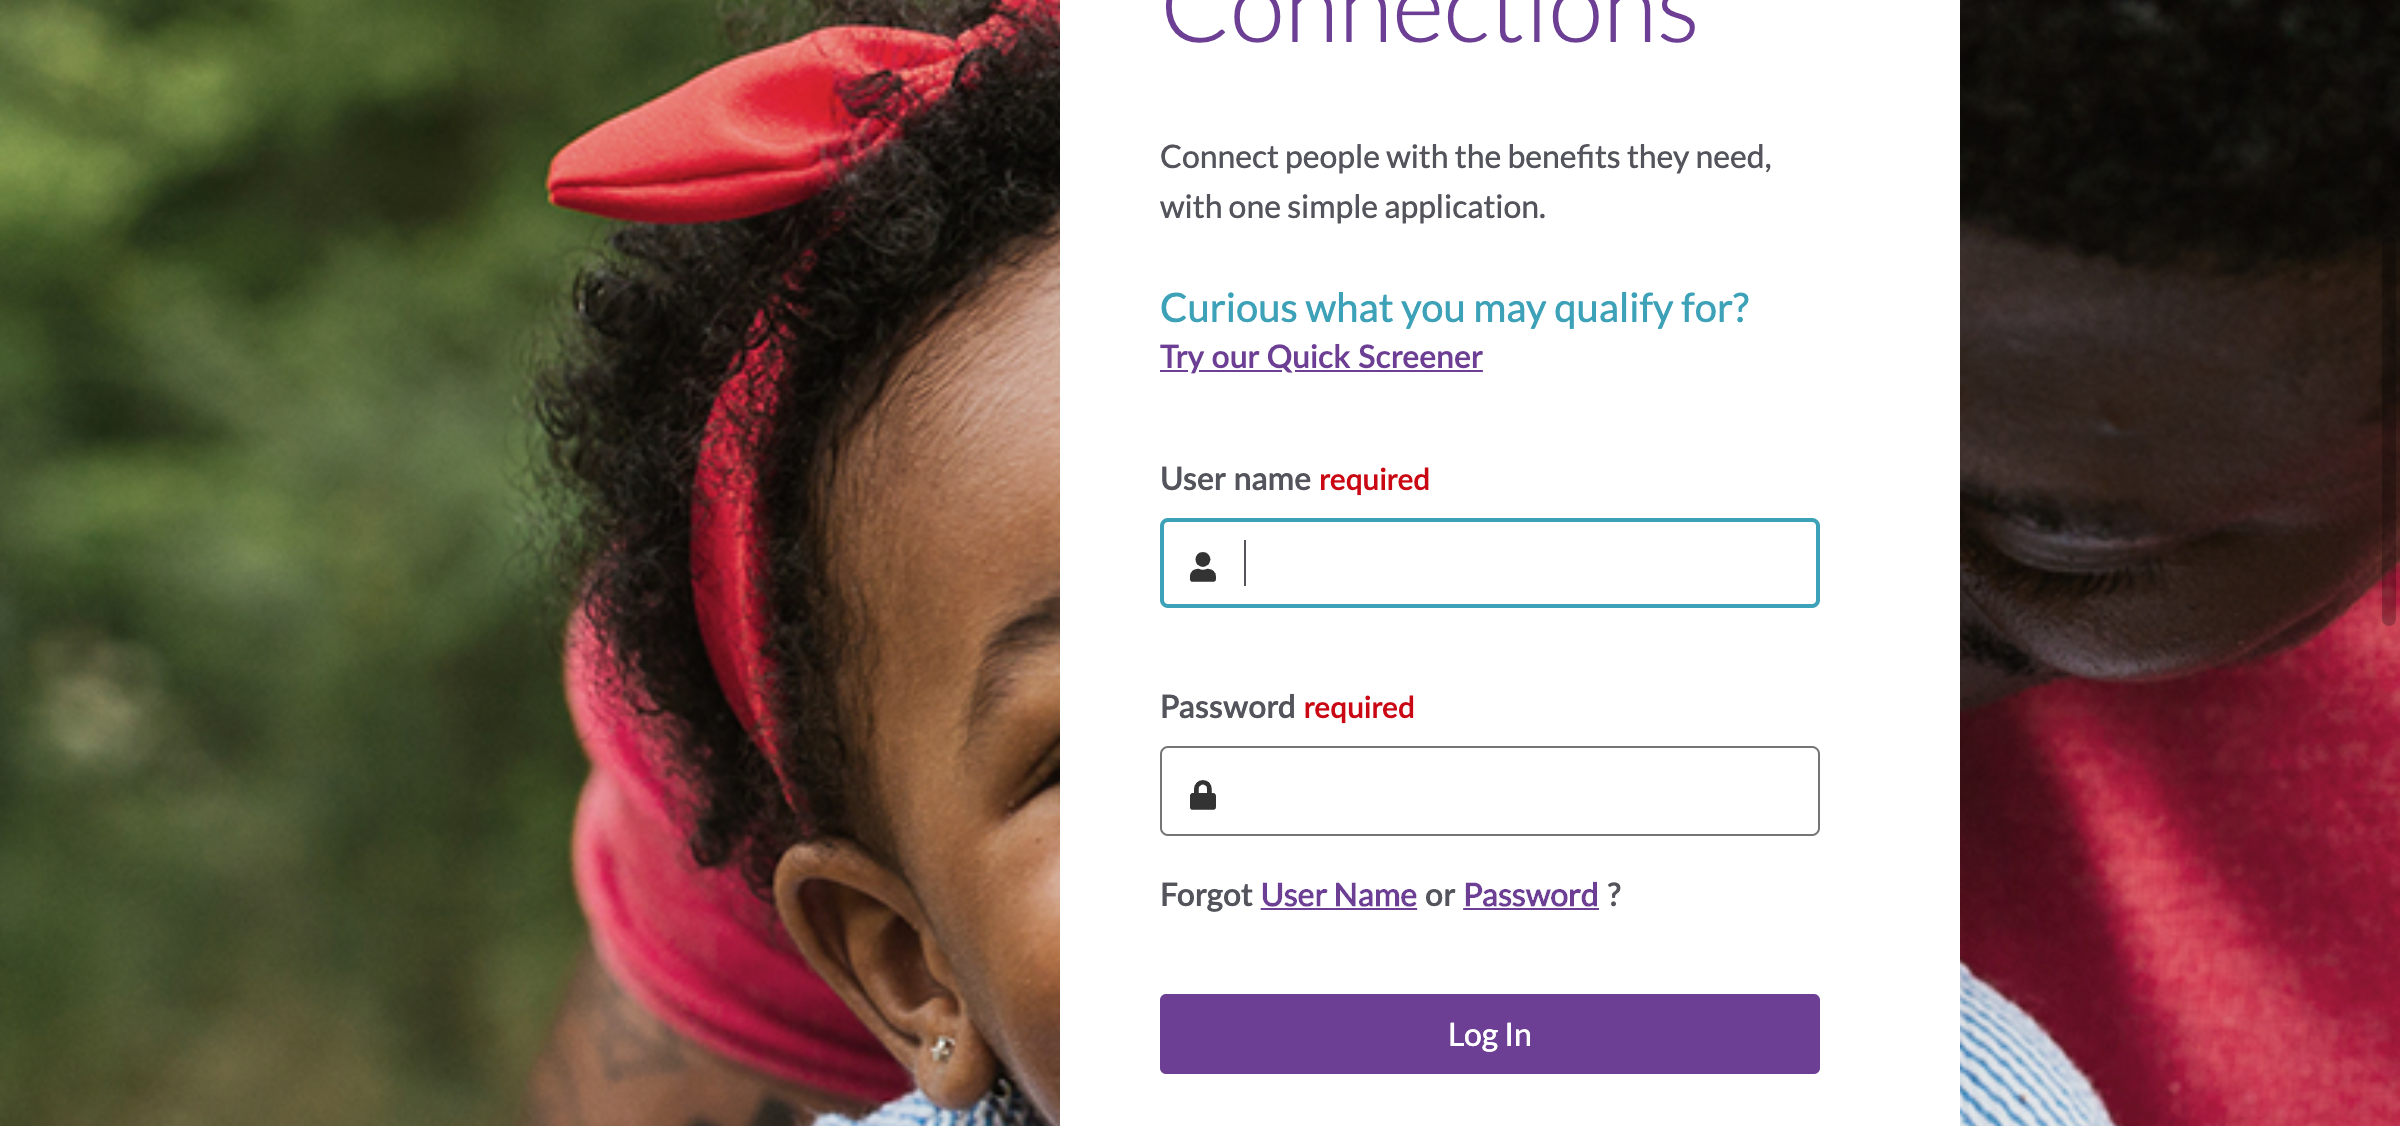 Connections
Connect people with the benefits they need,
with one simple application.
Curious what you may qualify for?
Try our Quick Screener
User name required
Password required
Forgot User Name or Password ?
Log In